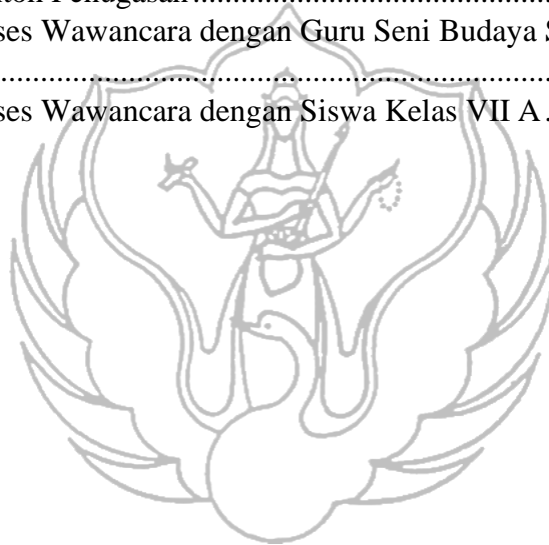 ses Wawancara dengan Guru Seni Budaya S
................................................................
ses Wawancara dengan Siswa Kelas VII A ..